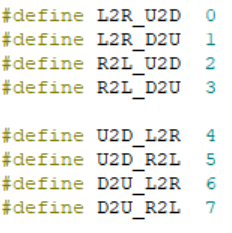 #define L2R_U2D 0
#define L2R_D2U 1
#define R2L_U2D 2
#define R2L_D2U 3

#define U2D_L2R 4
#define U2D_R2L 5
#define D2U_L2R 6
#define D2U_R2L 7